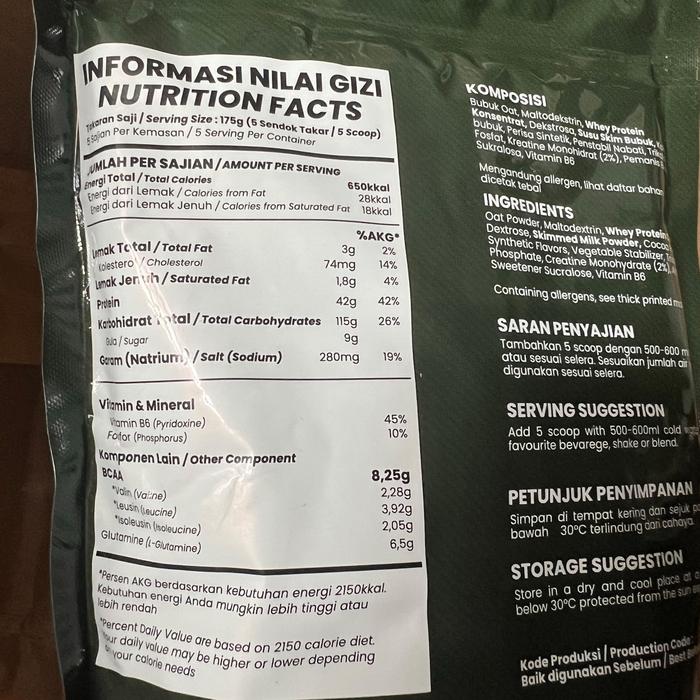 INFORMASI NILAI GIZI
NUTRITION FACTS
Takaran Saji / Serving Size : 175g (5 Sendok Takar / 5 Scoop)
5 Sajian Per Kemasan / 5 Serving Per Container
JUMLAH PER SAJIAN / AMOUNT PER SERVING
Energi Total / Total Calories 650kkal
Energi dari Lemak / Calories from Fat 28kkal
Energi dari Lemak Jenuh / Calories from Saturated Fat 18kkal
%AKG*
Lemak Total / Total Fat 3g 2%
Kolesterol / Cholesterol 74mg 14%
Lemak Jenuh / Saturated Fat 1,8g 4%
Protein 42g 42%
Karbohidrat Total / Total Carbohydrates 115g 26%
Gula / Sugar 9g
Garam (Natrium) / Salt (Sodium) 280mg 19%
Vitamin & Mineral
Vitamin B6 (Pyridoxine) 45%
Fosfor (Phosphorus) 10%
Komponen Lain / Other Component
BCAA 8,25g
*Valin (Valine) 2,28g
*Leusin (Leucine) 3,92g
*Isoleusin (Isoleucine) 2,05g
Glutamine (L-Glutamine) 6,5g
*Persen AKG berdasarkan kebutuhan energi 2150kkal.
Kebutuhan energi Anda mungkin lebih tinggi atau
lebih rendah
*Percent Daily Value are based on 2150 calorie diet.
Your daily value may be higher or lower depending
on your calorie needs
KOMPOSISI
Bubuk Oat, Maltodekstrin, Whey Protein
Konsentrat, Dekstrosa, Susu Skim Bubuk,
bubuk, Perisa Sintetik, Penstabil Nabati,
Fosfat, Kreatine Monohidrat (2%), Pemanis
Sukralosa, Vitamin B6
Mengandung allergen, lihat daftar bahan
dicetak tebal
INGREDIENTS
Oat Powder, Maltodextrin, Whey Protein
Dextrose, Skimmed Milk Powder, Cocoa
Synthetic Flavors, Vegetable Stabilizer,
Phosphate, Creatine Monohydrate (2%),
Sweetener Sucralose, Vitamin B6
Containing allergens, see thick printed
SARAN PENYAJIAN
Tambahkan 5 scoop dengan 500-600 m
atau sesuai selera. Sesuaikan jumlah air
digunakan sesuai selera.
SERVING SUGGESTION
Add 5 scoop with 500-600ml cold water
favourite bevarege, shake or blend.
PETUNJUK PENYIMPANAN
Simpan di tempat kering dan sejuk
bawah 30°C terlindung dari cahaya
STORAGE SUGGESTION
Store in a dry and cool place at
below 30°C protected from the sun
Kode Produksi / Production Code
Baik digunakan Sebelum / Best